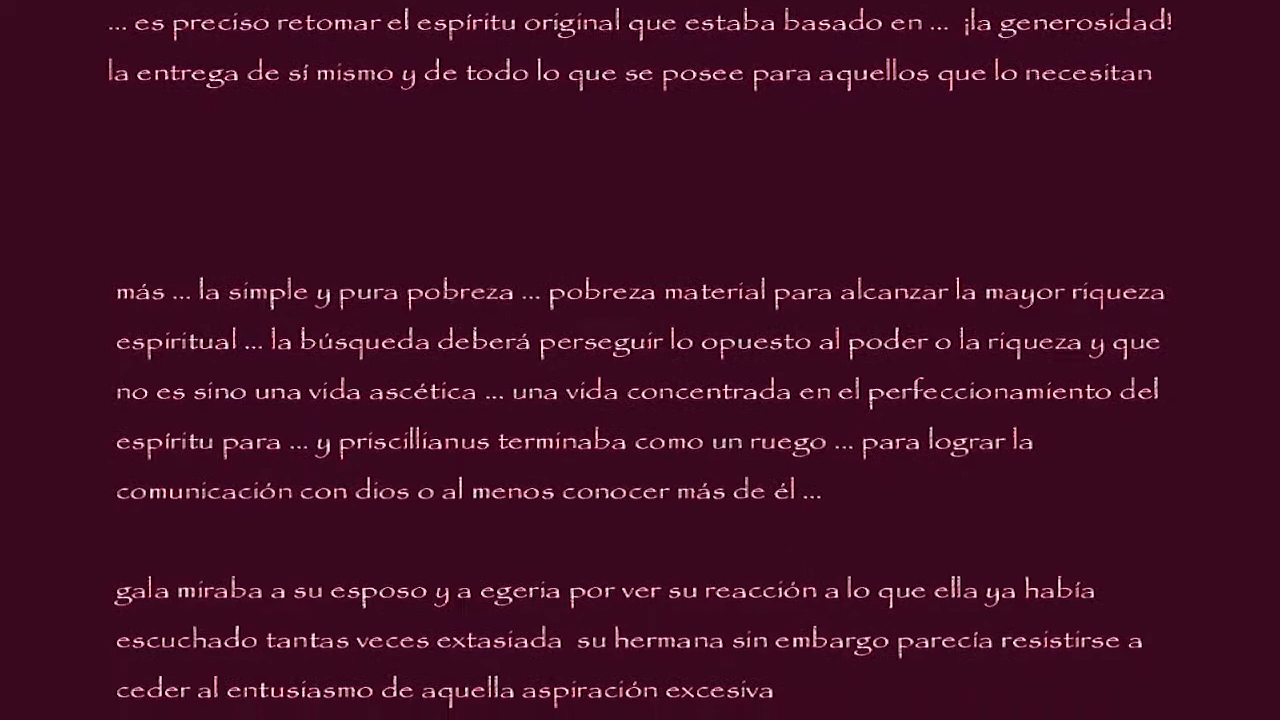 ... es preciso retomar el espíritu original que estaba basado en ... ¡la generosidad!
la entrega de sí mismo y de todo lo que se posee para aquellos que lo necesitan
más ... la simple y pura pobreza ... pobreza material para alcanzar la mayor riqueza
espiritual ... la búsqueda deberá perseguir lo opuesto al poder o la riqueza y que
no es sino una vida ascética ... una vida concentrada en el perfeccionamiento del
espíritu para ... y priscillianus terminaba como un ruego ... para lograr la
comunicación con dios o al menos conocer más de él ...
gala miraba a su esposo y a egeria por ver su reacción a lo que ella ya había
escuchado tantas veces extasiada su hermana sin embargo parecía resistirse a
ceder al entusiasmo de aquella aspiración excesiva